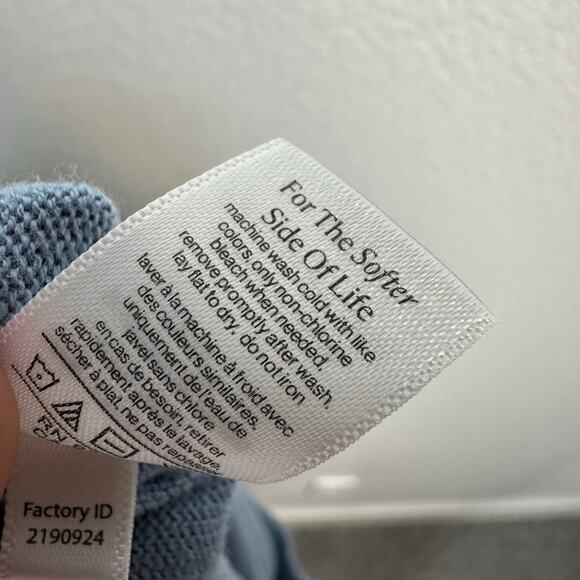 For The Softer
Side Of Life
machine wash cold with like
colors, only non-chlorine
bleach when needed.
remove promptly after wash.
lay flat to dry. do not iron
laver à la machine à froid avec
des couleurs similaires.
uniquement de l'eau de
javel sans chlore
en cas de besoin, retirer
rapidement après le lavage,
sécher à plat, ne pas repasser
RN
Factory ID
2190924